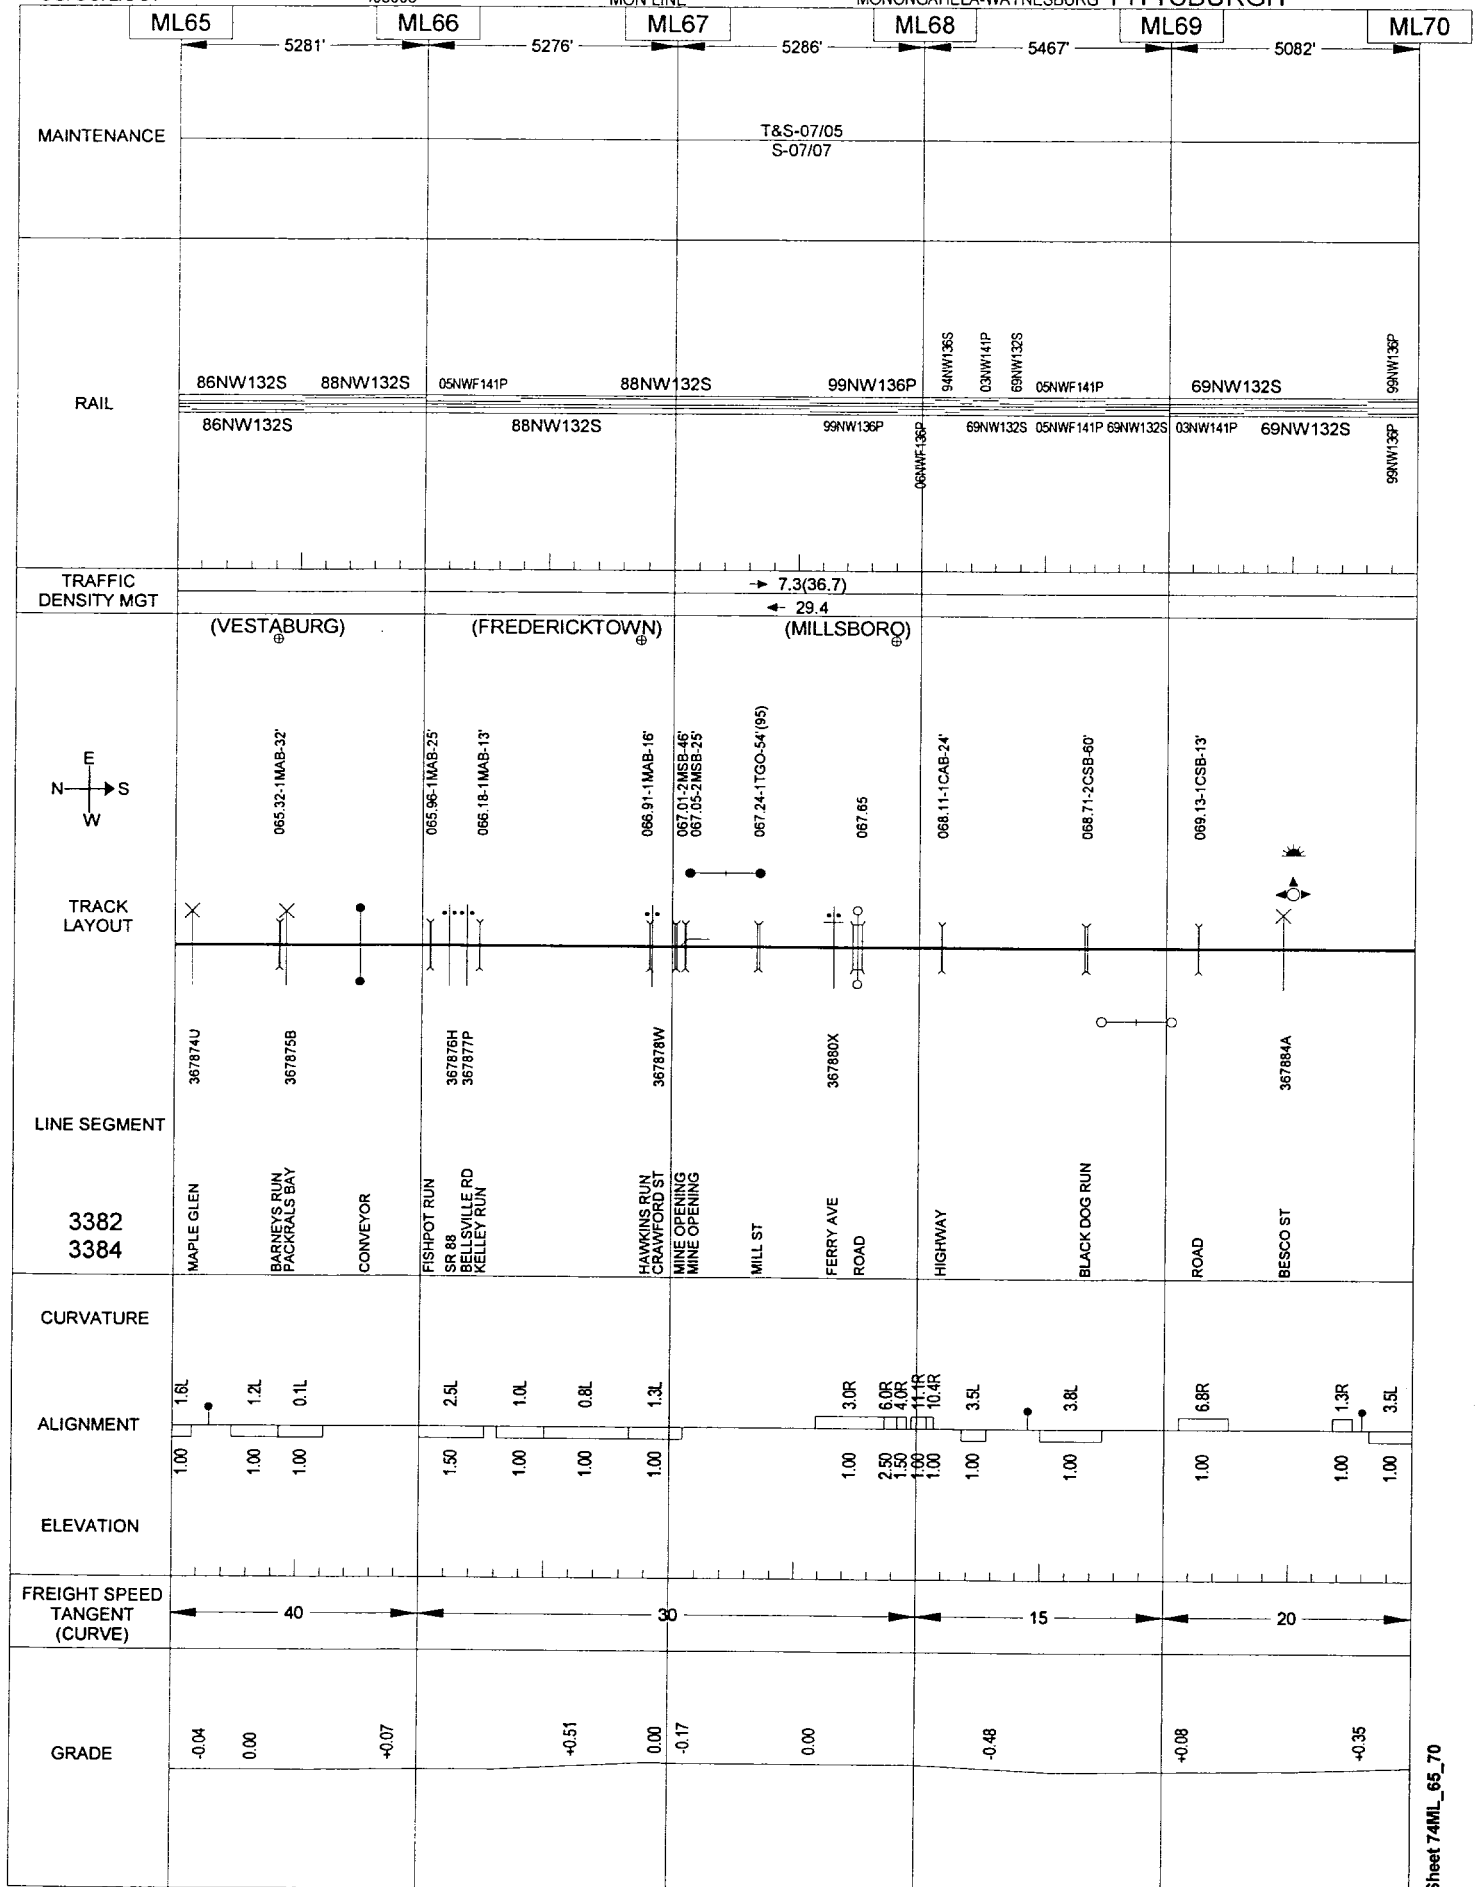 MONONGAHELA-WAYNESBURG PITTSBURGH
MON LINE
ML65 ML66 ML67 ML68 ML69 ML70
5281' 5276' 5286' 5467' 5082'
MAINTENANCE
T&S-07/05
S-07/07
RAIL
86NW132S 88NW132S 05NWF141P 88NW132S 99NW136P 94NW136S 03NW141P 69NW132S 05NWF141P 69NW132S 99NW136P
86NW132S 88NW132S 99NW136P 06NWF136P 69NW132S 05NWF141P 69NW132S 03NW141P 69NW132S 99NW136P
TRAFFIC
DENSITY MGT
7.3(36.7)
29.4
(VESTABURG) (FREDERICKTOWN) (MILLSBORO)
E
N S
W
065.32-1MAB-32'
065.96-1MAB-25'
066.18-1MAB-13'
066.91-1MAB-16'
067.01-2MSB-46'
067.05-2MSB-25'
067.24-1TGO-54'(95)
067.65
068.11-1CAB-24'
068.71-2CSB-60'
069.13-1CSB-13'
TRACK
LAYOUT
367874U
367875B
367876H
367877P
367878W
367880X
367884A
LINE SEGMENT
3382
3384
MAPLE GLEN
BARNEYS RUN
PACKRALS BAY
CONVEYOR
FISHPOT RUN
SR 88
BELLSVILLE RD
KELLEY RUN
HAWKINS RUN
CRAWFORD ST
MINE OPENING
MINE OPENING
MILL ST
FERRY AVE
ROAD
HIGHWAY
BLACK DOG RUN
ROAD
BESCO ST
CURVATURE
1.6L 1.2L 0.1L 2.5L 1.0L 0.8L 1.3L 3.0R 6.0R 4.0R 11.1R 10.4R 3.5L 3.8L 6.8R 1.3R 3.5L
ALIGNMENT
1.00 1.00 1.00 1.50 1.00 1.00 1.00 1.00 2.50 1.50 1.00 1.00 1.00 1.00 1.00 1.00 1.00
ELEVATION
FREIGHT SPEED
TANGENT
(CURVE)
40 30 15 20
GRADE
-0.04 0.00 +0.07 +0.51 0.00 -0.17 0.00 -0.48 +0.08 +0.35
Sheet 74ML_65_70